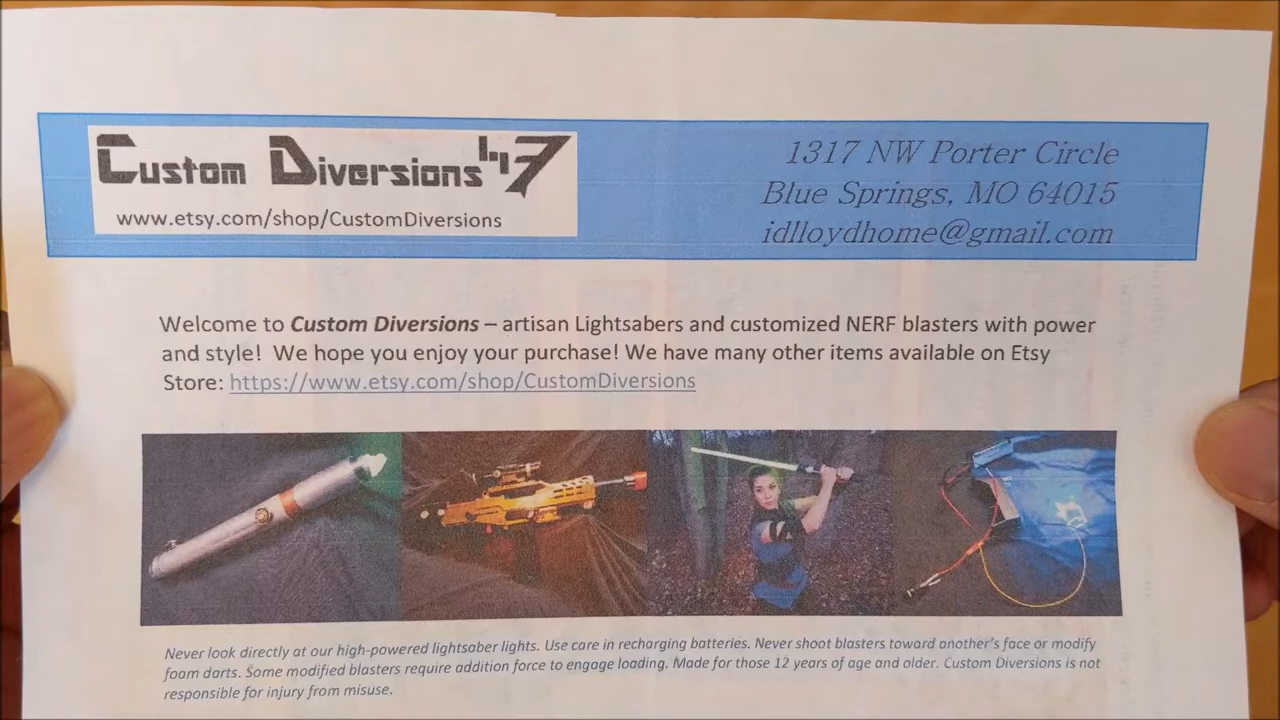 Custom Diversions 47
www.etsy.com/shop/CustomDiversions
1317 NW Porter Circle
Blue Springs, MO 64015
idlloydhome@gmail.com
Welcome to Custom Diversions – artisan Lightsabers and customized NERF blasters with power
and style! We hope you enjoy your purchase! We have many other items available on Etsy
Store: https://www.etsy.com/shop/CustomDiversions
Never look directly at our high-powered lightsaber lights. Use care in recharging batteries. Never shoot blasters toward another's face or modify
foam darts. Some modified blasters require addition force to engage loading. Made for those 12 years of age and older. Custom Diversions is not
responsible for injury from misuse.